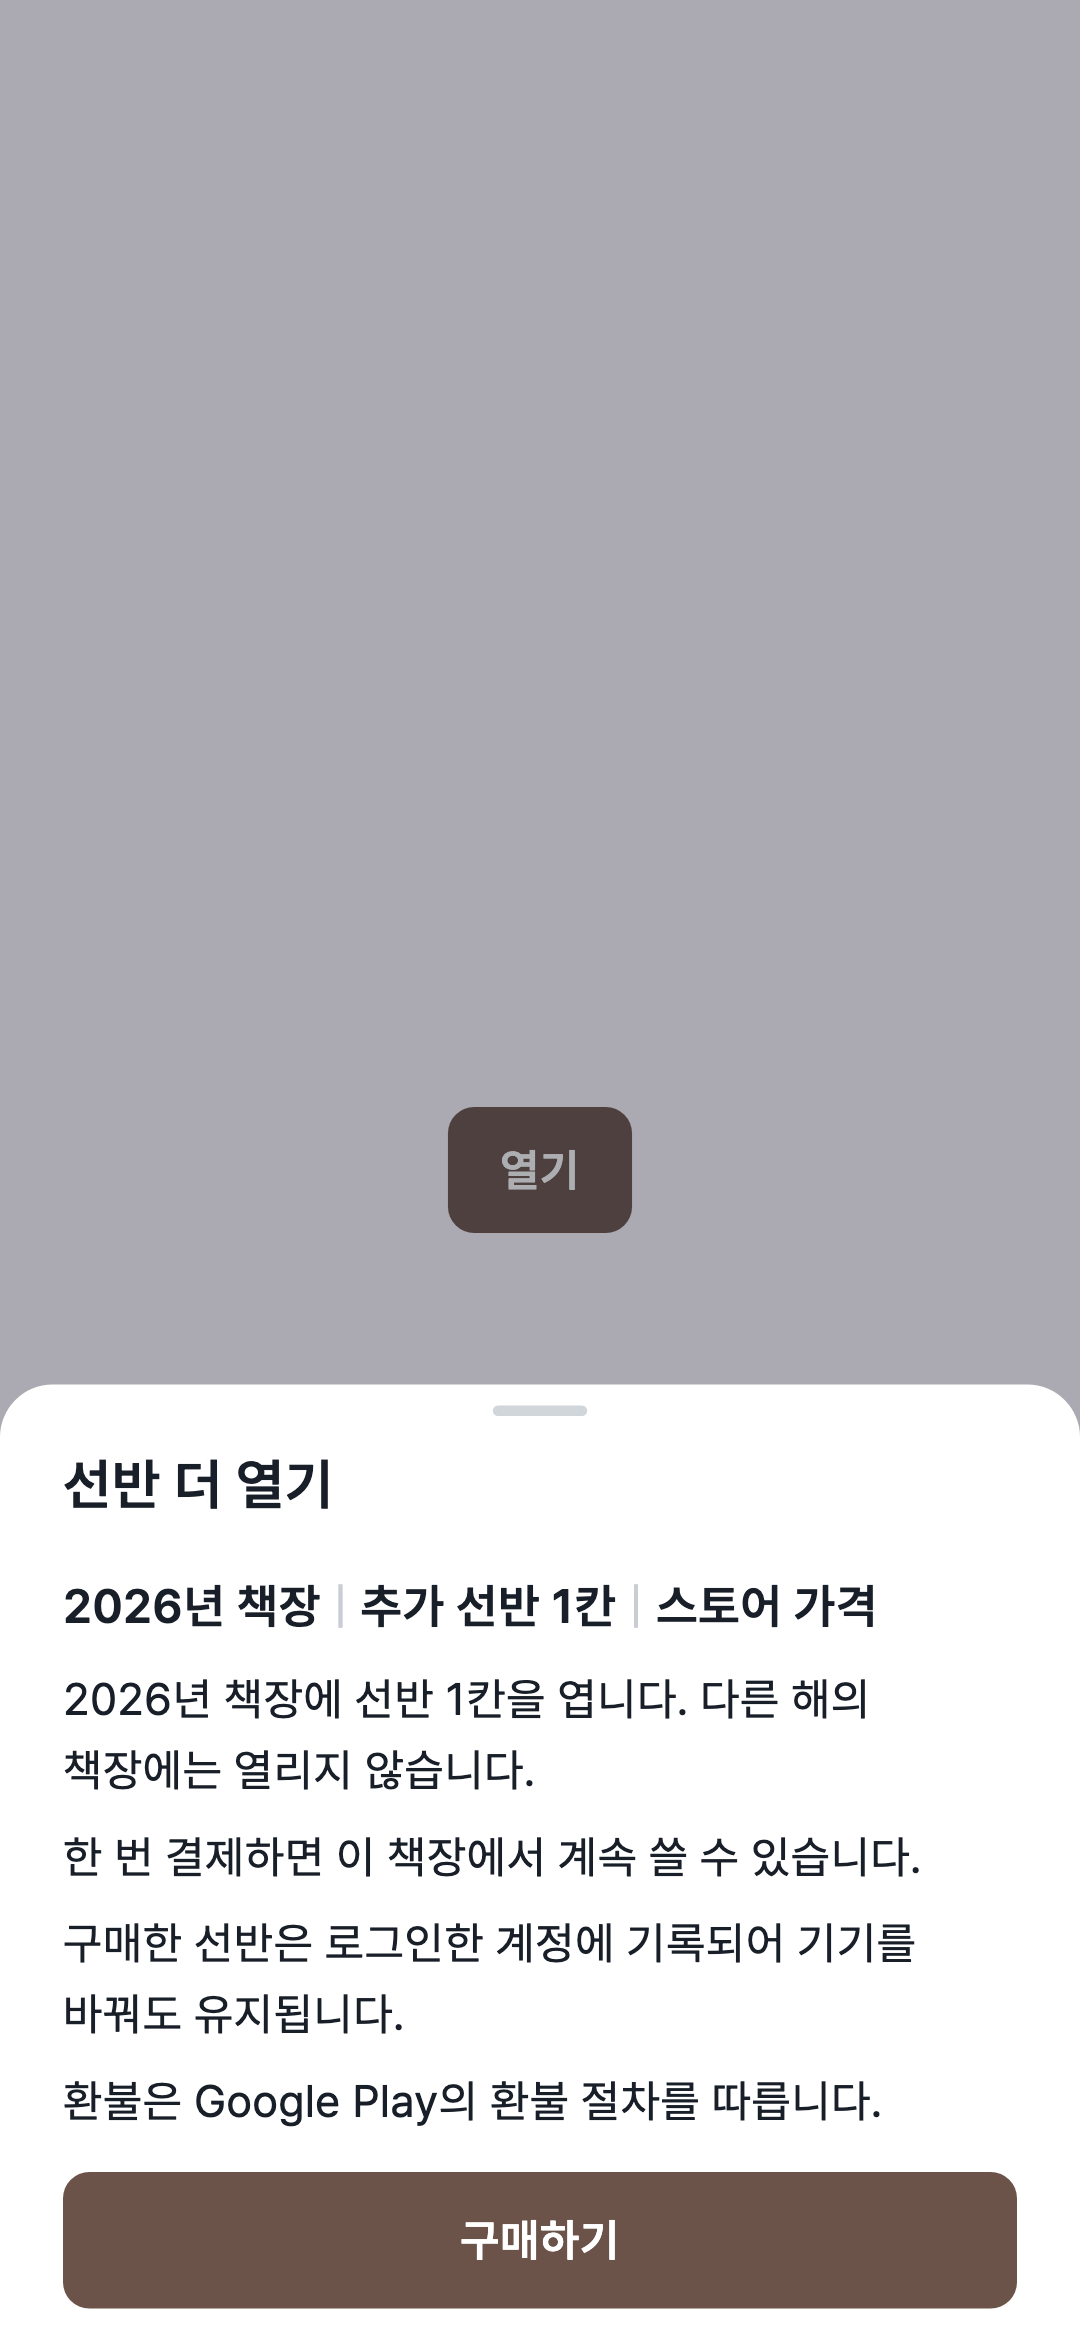 열기
선반 더 열기
2026년 책장 | 추가 선반 1칸 | 스토어 가격
2026년 책장에 선반 1칸을 엽니다. 다른 해의
책장에는 열리지 않습니다.
한 번 결제하면 이 책장에서 계속 쓸 수 있습니다.
구매한 선반은 로그인한 계정에 기록되어 기기를
바꿔도 유지됩니다.
환불은 Google Play의 환불 절차를 따릅니다.
구매하기